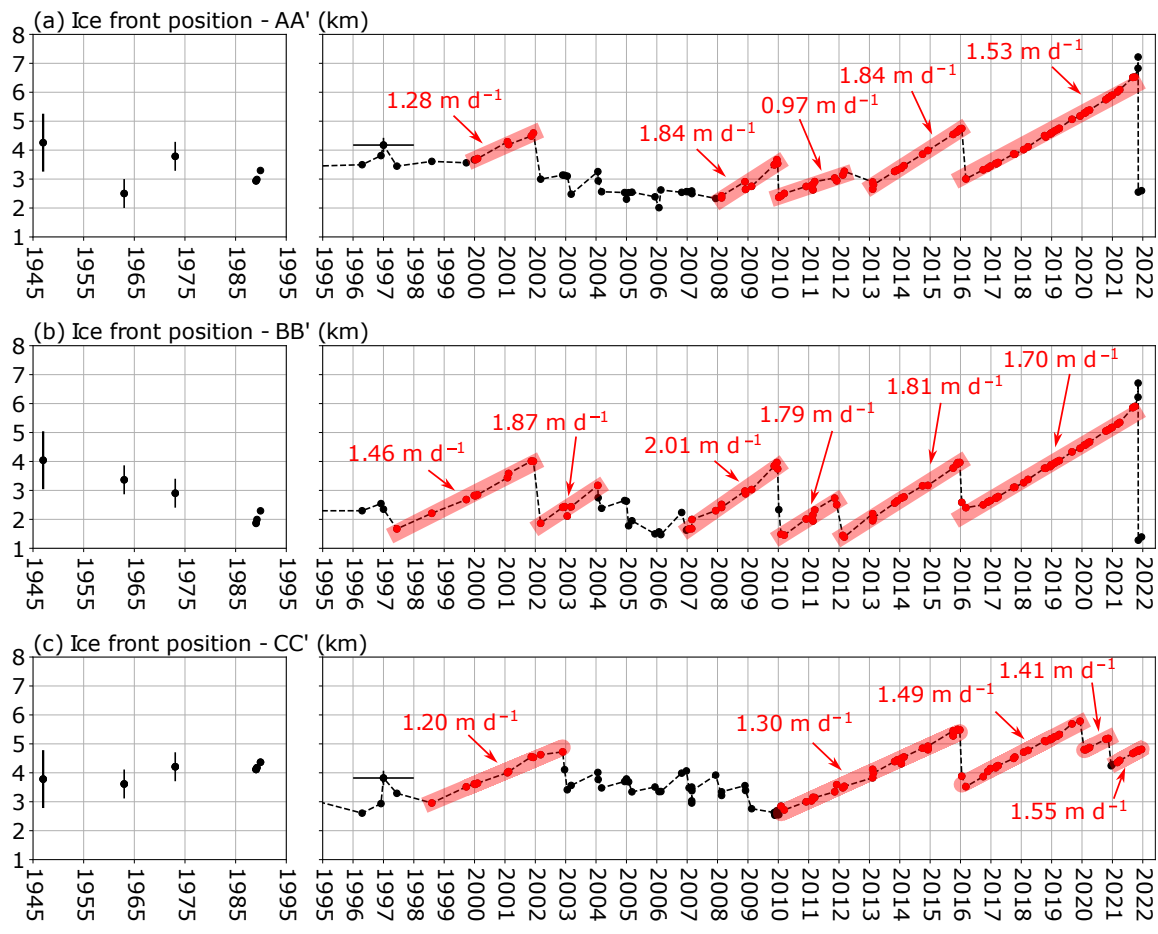 (a) Ice front position - AA' (km)
8
7
6
5
4
3
2
1
1.28 m d⁻¹
1.84 m d⁻¹
0.97 m d⁻¹
1.84 m d⁻¹
1.53 m d⁻¹
1945 1955 1965 1975 1985 1995
1995 1996 1997 1998 1999 2000 2001 2002 2003 2004 2005 2006 2007 2008 2009 2010 2011 2012 2013 2014 2015 2016 2017 2018 2019 2020 2021 2022
(b) Ice front position - BB' (km)
8
7
6
5
4
3
2
1
1.46 m d⁻¹
1.87 m d⁻¹
2.01 m d⁻¹
1.79 m d⁻¹
1.81 m d⁻¹
1.70 m d⁻¹
1945 1955 1965 1975 1985 1995
1995 1996 1997 1998 1999 2000 2001 2002 2003 2004 2005 2006 2007 2008 2009 2010 2011 2012 2013 2014 2015 2016 2017 2018 2019 2020 2021 2022
(c) Ice front position - CC' (km)
8
7
6
5
4
3
2
1
1.20 m d⁻¹
1.30 m d⁻¹
1.49 m d⁻¹
1.41 m d⁻¹
1.55 m d⁻¹
1945 1955 1965 1975 1985 1995
1995 1996 1997 1998 1999 2000 2001 2002 2003 2004 2005 2006 2007 2008 2009 2010 2011 2012 2013 2014 2015 2016 2017 2018 2019 2020 2021 2022